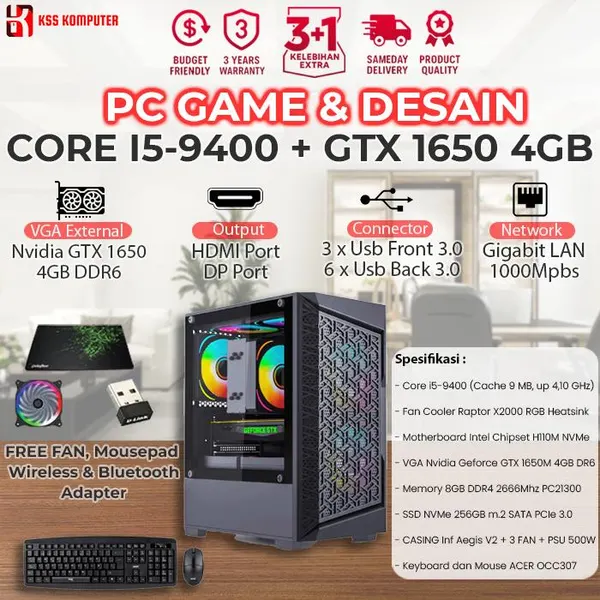 KSS KOMPUTER
BUDGET
FRIENDLY
3 YEARS
WARRANTY
3+1
KELEBIHAN
EXTRA
SAMEDAY
DELIVERY
PRODUCT
QUALITY
PC GAME & DESAIN
CORE I5-9400 + GTX 1650 4GB
VGA External
Nvidia GTX 1650
4GB DDR6
Output
HDMI Port
DP Port
Connector
3 x Usb Front 3.0
6 x Usb Back 3.0
Network
Gigabit LAN
1000Mpbs
D-Link
FREE FAN, Mousepad
Wireless & Bluetooth
Adapter
GEFORCE GTX
Spesifikasi :
- Core i5-9400 (Cache 9 MB, up 4,10 GHz)
- Fan Cooler Raptor X2000 RGB Heatsink
- Motherboard Intel Chipset H110M NVMe
- VGA Nvidia Geforce GTX 1650M 4GB DR6
- Memory 8GB DDR4 2666Mhz PC21300
- SSD NVMe 256GB m.2 SATA PCIe 3.0
- CASING Inf Aegis V2 + 3 FAN + PSU 500W
- Keyboard dan Mouse ACER OCC307